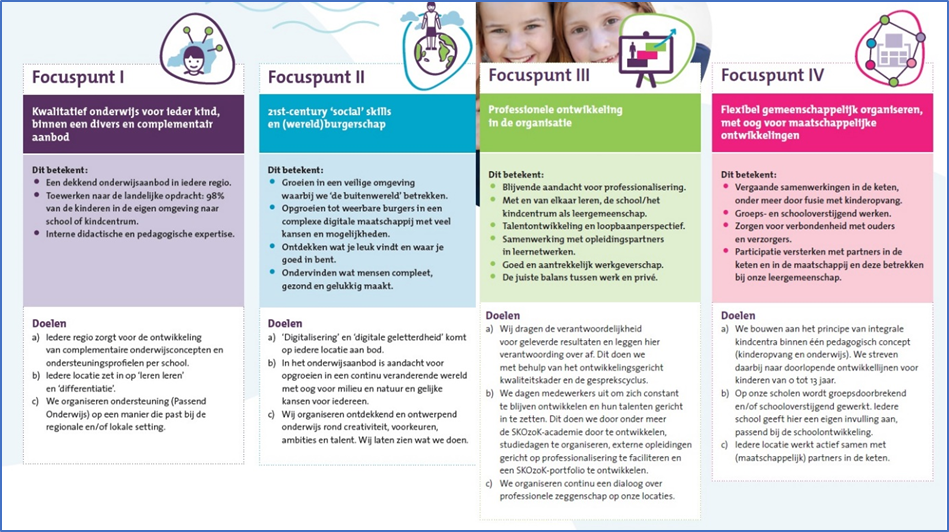 Focuspunt I
Kwalitatief onderwijs voor ieder kind,
binnen een divers en complementair
aanbod
Dit betekent:
• Een dekkend onderwijsaanbod in iedere regio.
• Toewerken naar de landelijke opdracht: 98%
van de kinderen in de eigen omgeving naar
school of kindcentrum.
• Interne didactische en pedagogische expertise.
Doelen
a) Iedere regio zorgt voor de ontwikkeling
van complementaire onderwijsconcepten en
ondersteuningsprofielen per school.
b) Iedere locatie zet in op 'leren leren'
en 'differentiatie'.
c) We organiseren ondersteuning (Passend
Onderwijs) op een manier die past bij de
regionale en/of lokale setting.
Focuspunt II
21st-century 'social' skills
en (wereld)burgerschap
Dit betekent:
• Groeien in een veilige omgeving
waarbij we 'de buitenwereld' betrekken.
• Opgroeien tot weerbare burgers in een
complexe digitale maatschappij met veel
kansen en mogelijkheden.
• Ontdekken wat je leuk vindt en waar je
goed in bent.
• Ondervinden wat mensen compleet,
gezond en gelukkig maakt.
Doelen
a) 'Digitalisering' en 'digitale geletterdheid' komt
op iedere locatie aan bod.
b) In het onderwijsaanbod is aandacht voor
opgroeien in een continu veranderende wereld
met oog voor milieu en natuur en gelijke
kansen voor iedereen.
c) Wij organiseren ontdekkend en ontwerpend
onderwijs rond creativiteit, voorkeuren,
ambities en talent. Wij laten zien wat we doen.
Focuspunt III
Professionele ontwikkeling
in de organisatie
Dit betekent:
• Blijvende aandacht voor professionalisering.
• Met en van elkaar leren, de school/het
kindcentrum als leergemeenschap.
• Talentontwikkeling en loopbaanperspectief.
• Samenwerking met opleidingspartners
in leernetwerken.
• Goed en aantrekkelijk werkgeverschap.
• De juiste balans tussen werk en privé.
Doelen
a) Wij dragen de verantwoordelijkheid
voor geleverde resultaten en leggen hier
verantwoording over af. Dit doen we
met behulp van het ontwikkelingsgericht
kwaliteitskader en de gesprekscyclus.
b) We dagen medewerkers uit om zich constant
te blijven ontwikkelen en hun talenten gericht
in te zetten. Dit doen we door onder meer
de SKOzoK-academie door te ontwikkelen,
studiedagen te organiseren, externe opleidingen
gericht op professionalisering te faciliteren en
een SKOzoK-portfolio te ontwikkelen.
c) We organiseren continu een dialoog over
professionele zeggenschap op onze locaties.
Focuspunt IV
Flexibel gemeenschappelijk organiseren,
met oog voor maatschappelijke
ontwikkelingen
Dit betekent:
• Vergaande samenwerkingen in de keten,
onder meer door fusie met kinderopvang.
• Groeps- en schooloverstijgend werken.
• Zorgen voor verbondenheid met ouders
en verzorgers.
• Participatie versterken met partners in de
keten en in de maatschappij en deze betrekken
bij onze leergemeenschap.
Doelen
a) We bouwen aan het principe van integrale
kindcentra binnen één pedagogisch concept
(kinderopvang en onderwijs). We streven
daarbij naar doorlopende ontwikkellijnen voor
kinderen van 0 tot 13 jaar.
b) Op onze scholen wordt groepsdoorbrekend
en/of schooloverstijgend gewerkt. Iedere
school geeft hier een eigen invulling aan,
passend bij de schoolontwikkeling.
c) Iedere locatie werkt actief samen met
(maatschappelijk) partners in de keten.